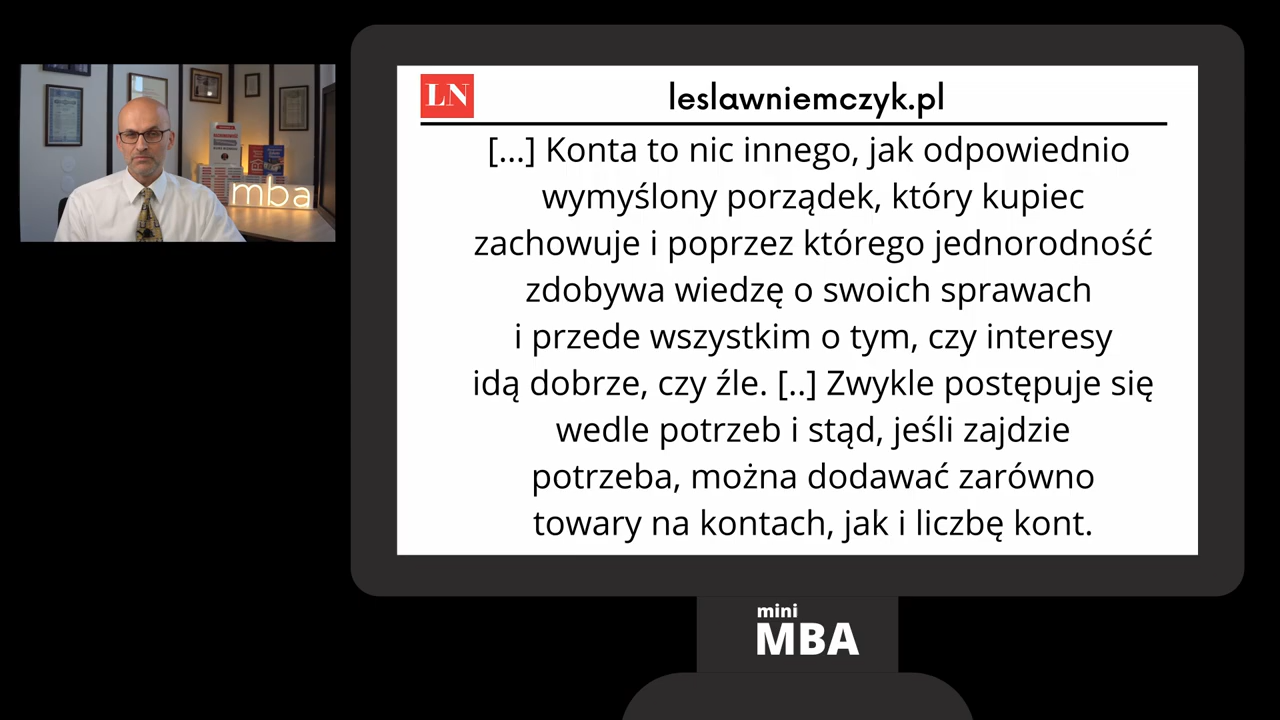 mba
LN
leslawniemczyk.pl
[...] Konta to nic innego, jak odpowiednio
wymyślony porządek, który kupiec
zachowuje i poprzez którego jednorodność
zdobywa wiedzę o swoich sprawach
i przede wszystkim o tym, czy interesy
idą dobrze, czy źle. [..] Zwykle postępuje się
wedle potrzeb i stąd, jeśli zajdzie
potrzeba, można dodawać zarówno
towary na kontach, jak i liczbę kont.
mini
MBA